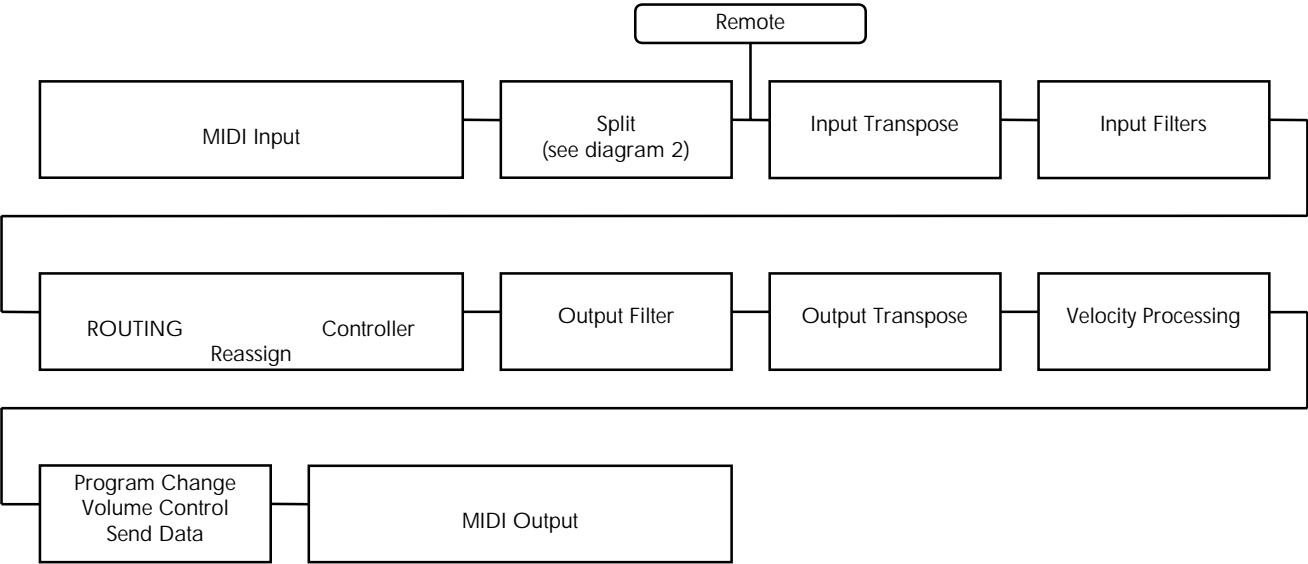 Remote
MIDI Input
Split
(see diagram 2)
Input Transpose
Input Filters
ROUTING Controller
Reassign
Output Filter
Output Transpose
Velocity Processing
Program Change
Volume Control
Send Data
MIDI Output